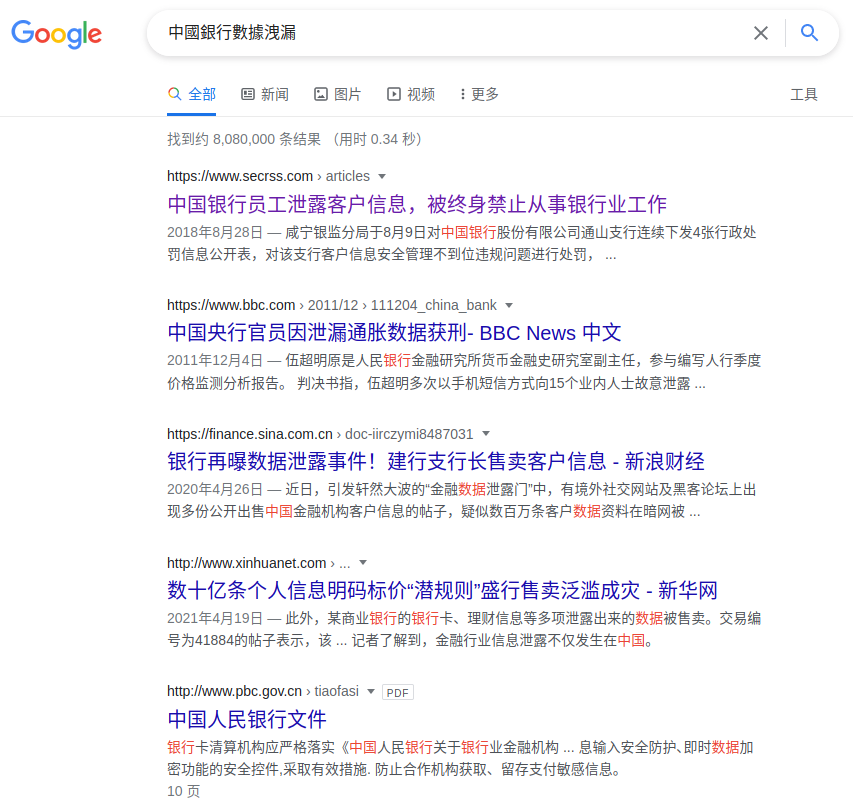 Google
中國銀行數據洩漏
全部 新闻 图片 视频 更多 工具
找到约 8,080,000 条结果 （用时 0.34 秒）
https://www.secrss.com › articles
中国银行员工泄露客户信息，被终身禁止从事银行业工作
2018年8月28日 — 咸宁银监分局于8月9日对中国银行股份有限公司通山支行连续下发4张行政处
罚信息公开表，对该支行客户信息安全管理不到位违规问题进行处罚， ...
https://www.bbc.com › 2011/12 › 111204_china_bank
中国央行官员因泄漏通胀数据获刑- BBC News 中文
2011年12月4日 — 伍超明原是人民银行金融研究所货币金融史研究室副主任，参与编写人行季度
价格监测分析报告。 判决书指，伍超明多次以手机短信方式向15个业内人士故意泄露 ...
https://finance.sina.com.cn › doc-iirczymi8487031
银行再曝数据泄露事件！建行支行长售卖客户信息 - 新浪财经
2020年4月26日 — 近日，引发轩然大波的“金融数据泄露门”中，有境外社交网站及黑客论坛上出
现多份公开出售中国金融机构客户信息的帖子，疑似数百万条客户数据资料在暗网被 ...
http://www.xinhuanet.com › ...
数十亿条个人信息明码标价“潜规则”盛行售卖泛滥成灾 - 新华网
2021年4月19日 — 此外，某商业银行的银行卡、理财信息等多项泄露出来的数据被售卖。交易编
号为41884的帖子表示，该 ... 记者了解到，金融行业信息泄露不仅发生在中国。
http://www.pbc.gov.cn › tiaofasi PDF
中国人民银行文件
银行卡清算机构应严格落实《中国人民银行关于银行业金融机构 ... 息输入安全防护､即时数据加
密功能的安全控件,采取有效措施. 防止合作机构获取、留存支付敏感信息。
10 页